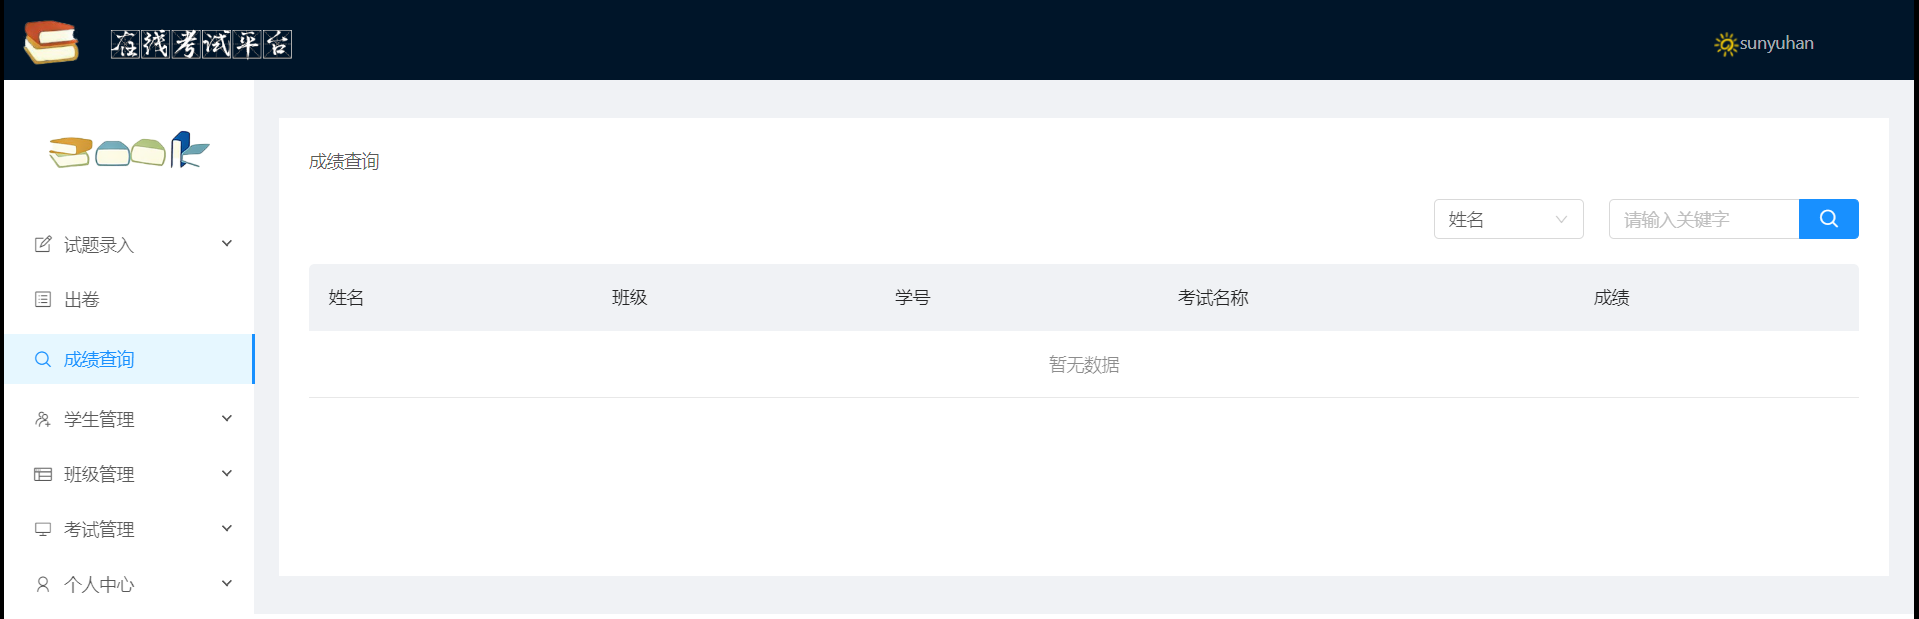 在线考试平台
sunyuhan
book
试题录入
出卷
成绩查询
学生管理
班级管理
考试管理
个人中心
成绩查询
姓名 请输入关键字
姓名 班级 学号 考试名称 成绩
暂无数据